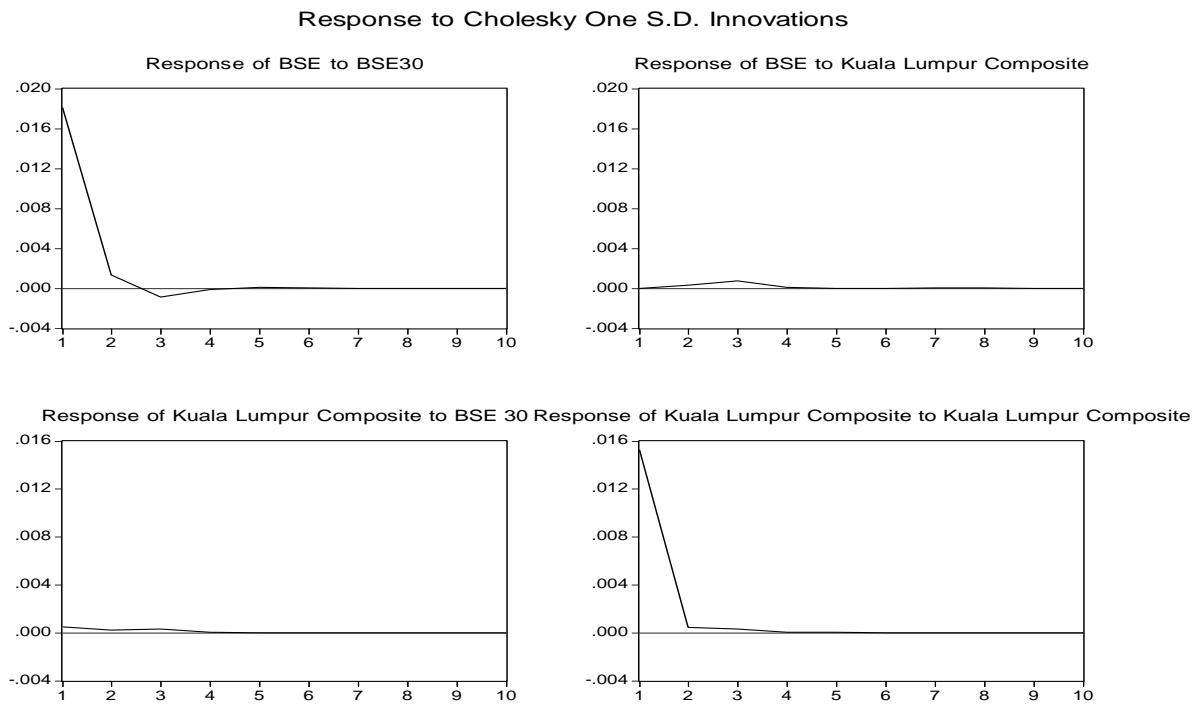 Response to Cholesky One S.D. Innovations
Response of BSE to BSE30
.020
.016
.012
.008
.004
.000
-.004
1 2 3 4 5 6 7 8 9 10
Response of BSE to Kuala Lumpur Composite
.020
.016
.012
.008
.004
.000
-.004
1 2 3 4 5 6 7 8 9 10
Response of Kuala Lumpur Composite to BSE 30
.016
.012
.008
.004
.000
-.004
1 2 3 4 5 6 7 8 9 10
Response of Kuala Lumpur Composite to Kuala Lumpur Composite
.016
.012
.008
.004
.000
-.004
1 2 3 4 5 6 7 8 9 10